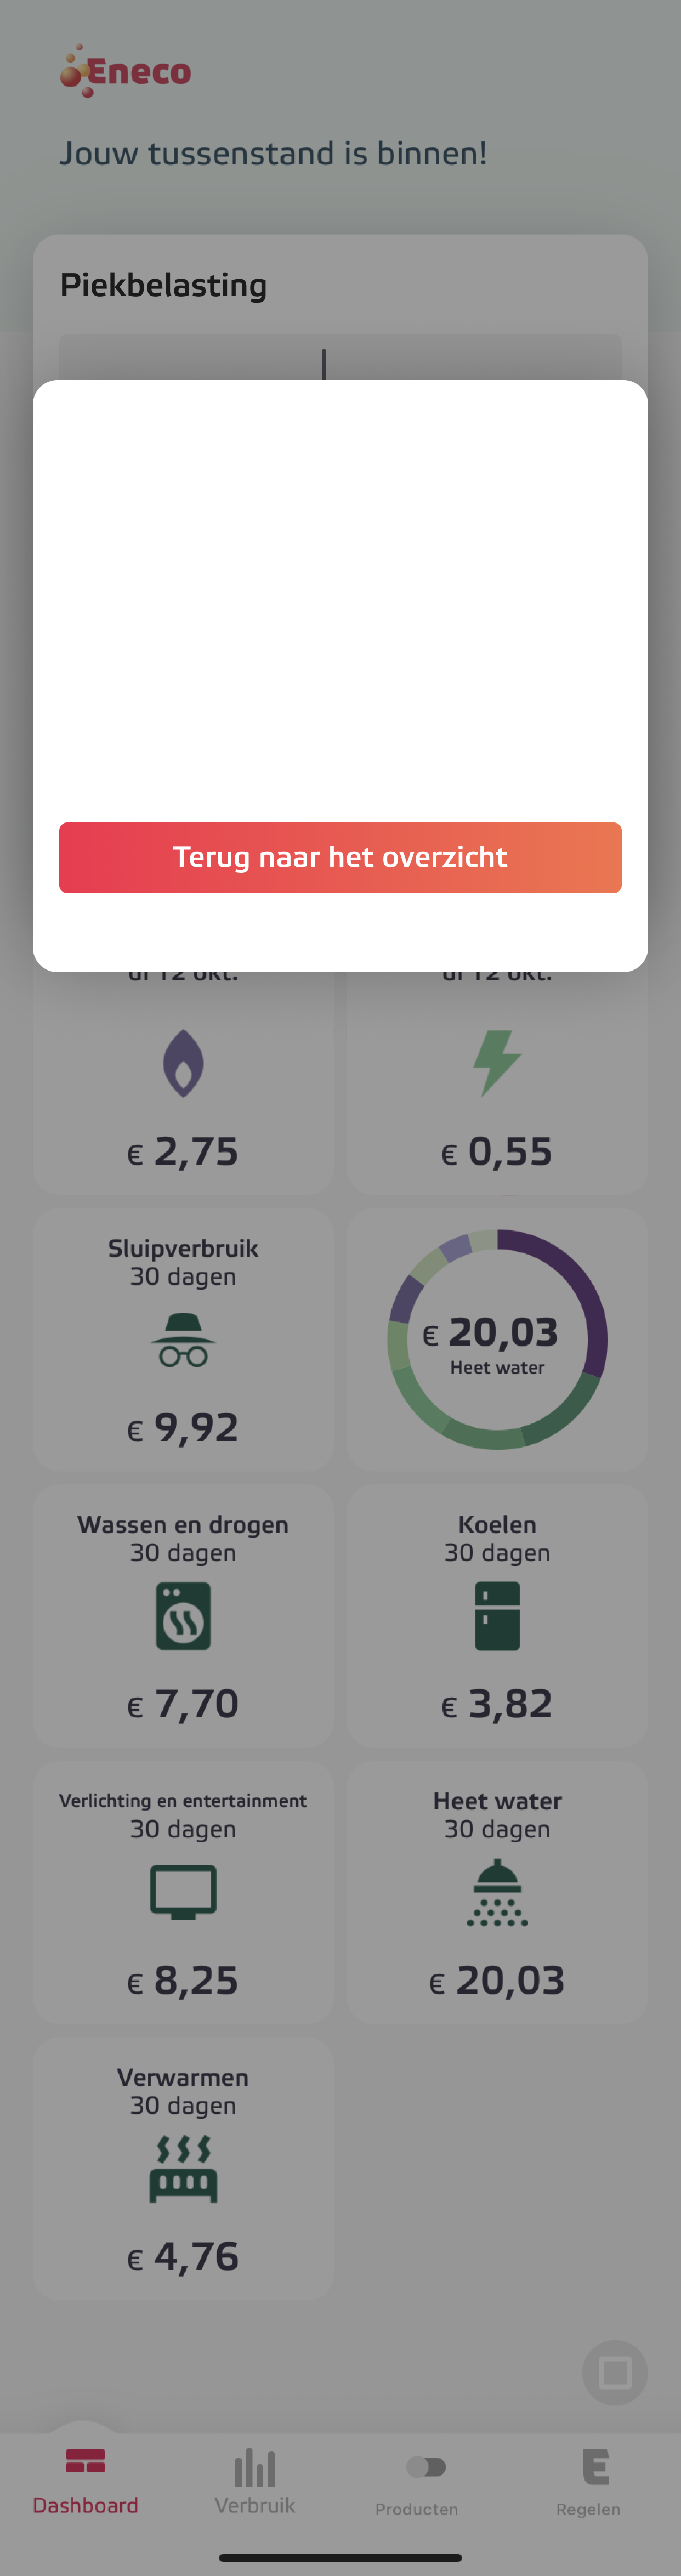 Eneco
Jouw tussenstand is binnen!
Piekbelasting
Terug naar het overzicht
di 12 okt.
di 12 okt.
€ 2,75
€ 0,55
Sluipverbruik
30 dagen
€ 9,92
€ 20,03
Heet water
Wassen en drogen
30 dagen
€ 7,70
Koelen
30 dagen
€ 3,82
Verlichting en entertainment
30 dagen
€ 8,25
Heet water
30 dagen
€ 20,03
Verwarmen
30 dagen
€ 4,76
Dashboard
Verbruik
Producten
Regelen